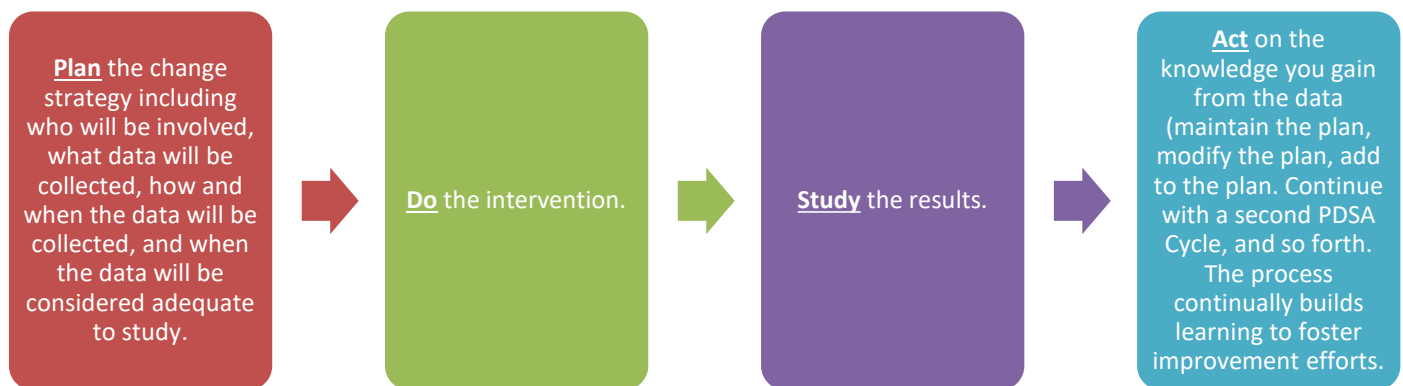 Plan the change
strategy including
who will be involved,
what data will be
collected, how and
when the data will be
collected, and when
the data will be
considered adequate
to study.
Do the intervention.
Study the results.
Act on the
knowledge you gain
from the data
(maintain the plan,
modify the plan, add
to the plan. Continue
with a second PDSA
Cycle, and so forth.
The process
continually builds
learning to foster
improvement efforts.